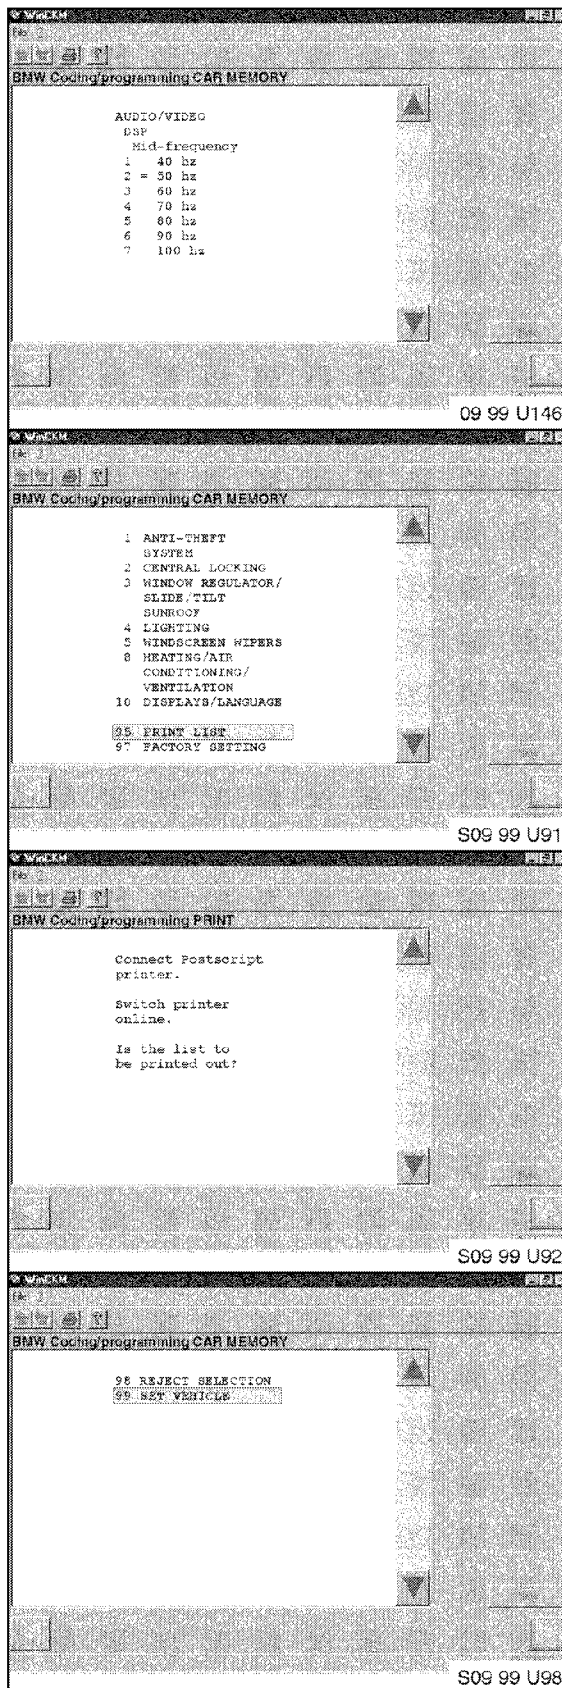 WinCKM
File ?
?
BMW Coding/programming CAR MEMORY
AUDIO/VIDEO
DSP
Mid-frequency
1 40 hz
2 = 50 hz
3 60 hz
4 70 hz
5 80 hz
6 90 hz
7 100 hz
09 99 U146
WinCKM
File ?
?
BMW Coding/programming CAR MEMORY
1 ANTI-THEFT
SYSTEM
2 CENTRAL LOCKING
3 WINDOW REGULATOR/
SLIDE/TILT
SUNROOF
4 LIGHTING
5 WINDSCREEN WIPERS
8 HEATING/AIR
CONDITIONING/
VENTILATION
10 DISPLAYS/LANGUAGE
95 PRINT LIST
97 FACTORY SETTING
S09 99 U91
WinCKM
File ?
?
BMW Coding/programming PRINT
Connect Postscript
printer.
Switch printer
online.
Is the list to
be printed out?
S09 99 U92
WinCKM
File ?
?
BMW Coding/programming CAR MEMORY
98 REJECT SELECTION
99 SET VEHICLE
S09 99 U98